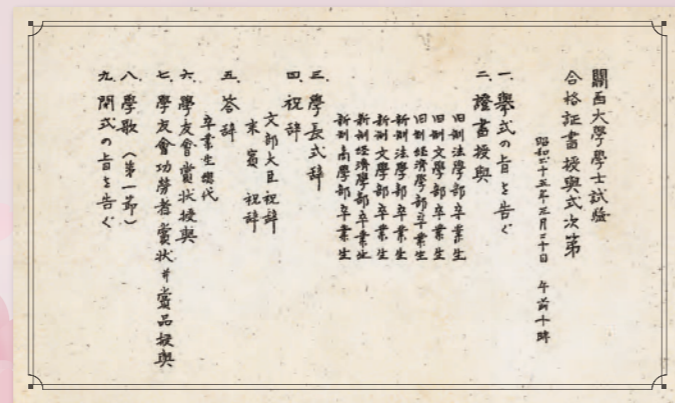 關西大學學士試驗
合格証書授與式次第
昭和二十五年三月二十日 午前十時
一、擧式の旨を告ぐ
二、證書授與
旧制法學部卒業生
旧制文學部卒業生
旧制経済學部卒業生
新制法學部卒業生
新制文學部卒業生
新制経済學部卒業生
新制商學部卒業生
三、學長式辞
四、祝辞
文部大臣祝辞
来賓 祝辞
五、答辞
卒業生總代
六、學友會賞状授與
七、學友會功労者賞状并賞品授與
八、學歌(第一節)
九、閉式の旨を告ぐ